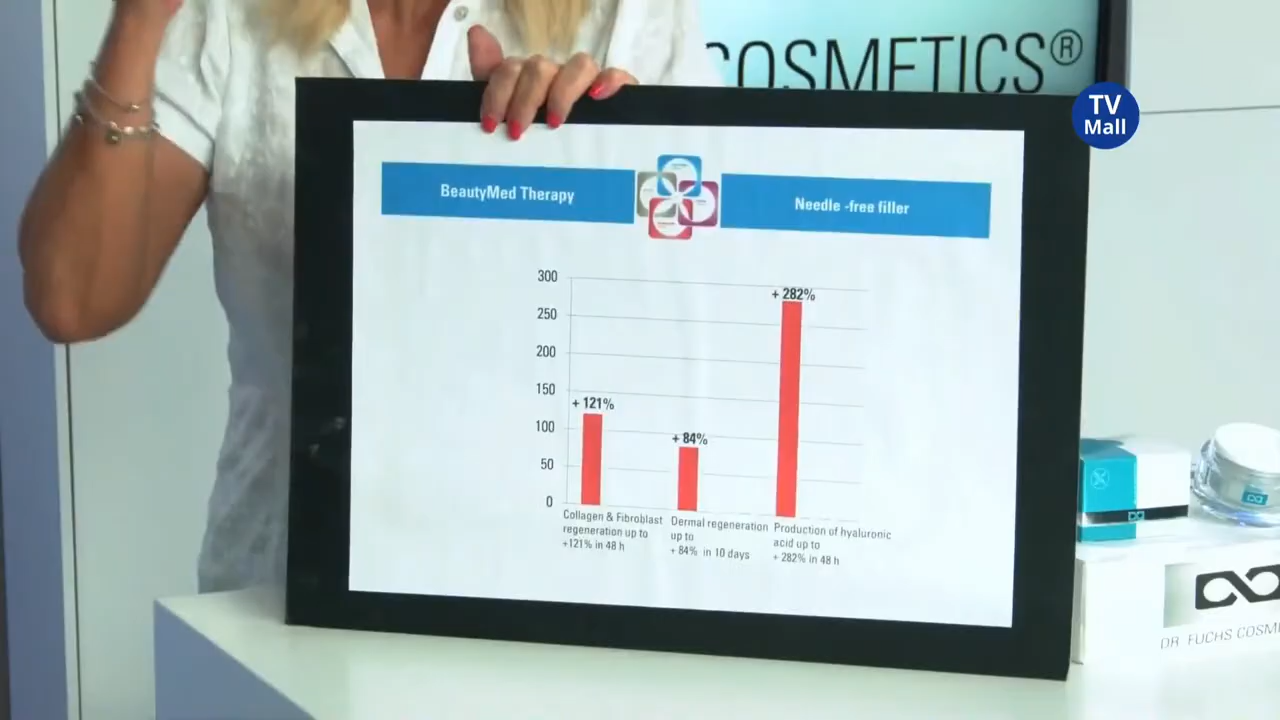 COSMETICS®
TV
Mall
BeautyMed Therapy
Needle -free filler
300
250
200
150
100
50
0
+ 121%
+ 84%
+ 282%
Collagen & Fibroblast
regeneration up to
+121% in 48 h
Dermal regeneration
up to
+ 84% in 10 days
Production of hyaluronic
acid up to
+ 282% in 48 h
DR. FUCHS COSM